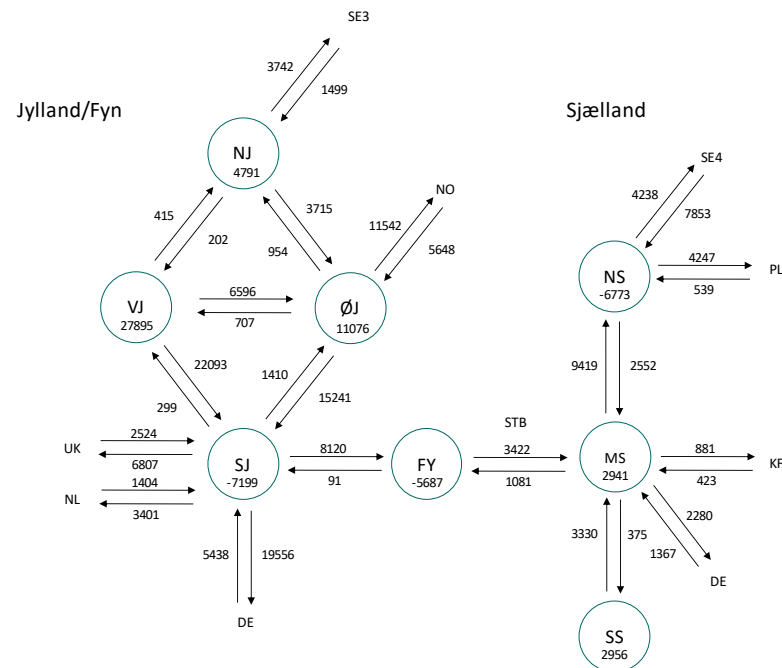 SE3
3742
1499
Jylland/Fyn
Sjælland
NJ
4791
SE4
NO
4238
7853
415
3715
11542
202
954
5648
4247
PL
NS
-6773
539
6596
VJ
27895
ØJ
11076
707
22093
1410
9419
2552
299
15241
STB
2524
UK
6807
8120
3422
881
SJ
-7199
FY
-5687
MS
2941
KF
1404
91
1081
423
NL
3401
2280
5438
19556
3330
375
1367
DE
DE
SS
2956